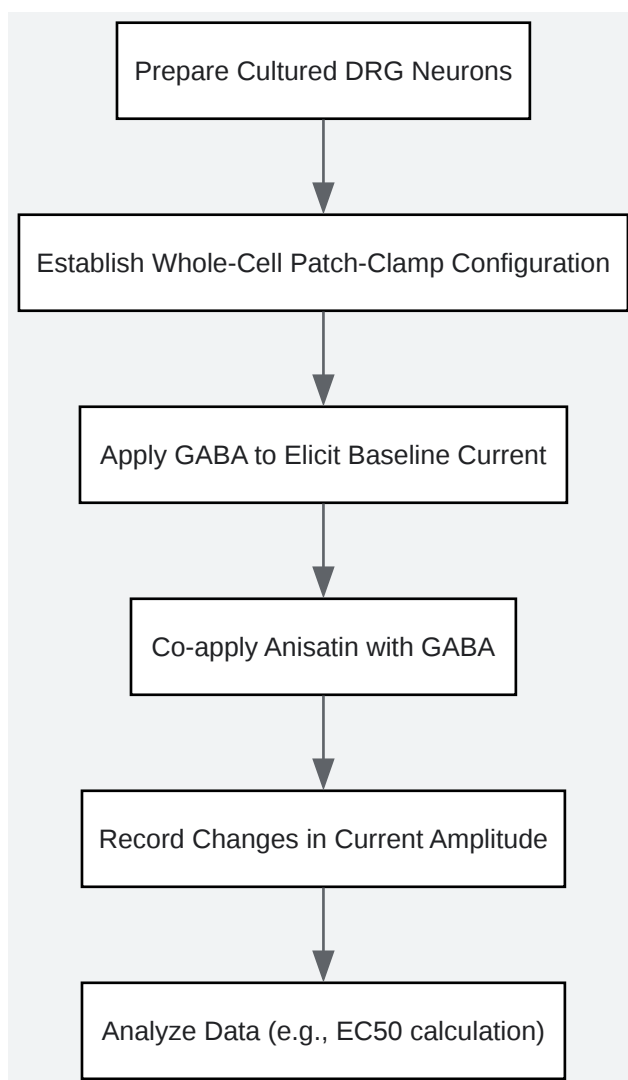 Prepare Cultured DRG Neurons
Establish Whole-Cell Patch-Clamp Configuration
Apply GABA to Elicit Baseline Current
Co-apply Anisatin with GABA
Record Changes in Current Amplitude
Analyze Data (e.g., EC50 calculation)